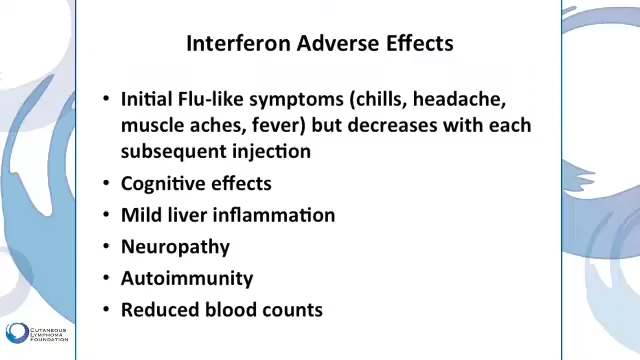 Interferon Adverse Effects
• Initial Flu-like symptoms (chills, headache,
muscle aches, fever) but decreases with each
subsequent injection
• Cognitive effects
• Mild liver inflammation
• Neuropathy
• Autoimmunity
• Reduced blood counts
CUTANEOUS
LYMPHOMA
FOUNDATION